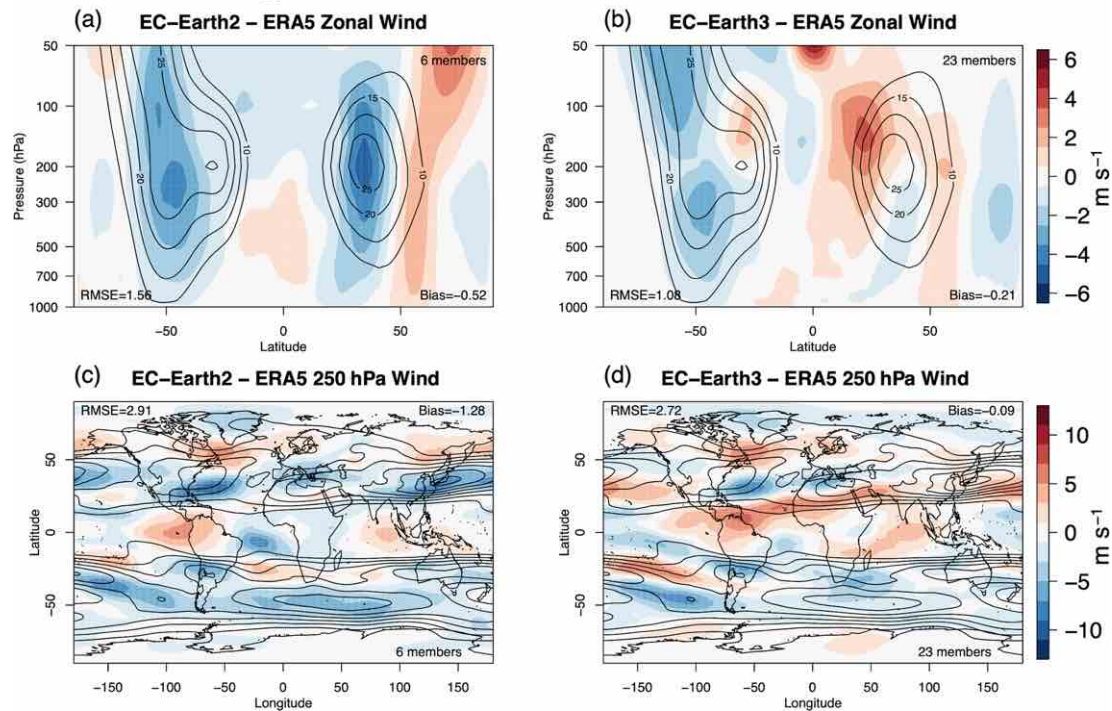 (a) EC–Earth2 – ERA5 Zonal Wind
6 members
50
100
200
300
500
700
1000
Pressure (hPa)
25
20
10
15
10
25
20
RMSE=1.56
Bias=−0.52
−50 0 50
Latitude
(b) EC–Earth3 – ERA5 Zonal Wind
23 members
50
100
200
300
500
700
1000
Pressure (hPa)
25
20
10
15
10
25
20
RMSE=1.08
Bias=−0.21
−50 0 50
Latitude
6
4
2
0
−2
−4
−6
m s−1
(c) EC–Earth2 – ERA5 250 hPa Wind
RMSE=2.91
Bias=−1.28
50
0
−50
Latitude
6 members
−150 −100 −50 0 50 100 150
Longitude
(d) EC–Earth3 – ERA5 250 hPa Wind
RMSE=2.72
Bias=−0.09
50
0
−50
Latitude
23 members
−150 −100 −50 0 50 100 150
Longitude
10
5
0
−5
−10
m s−1